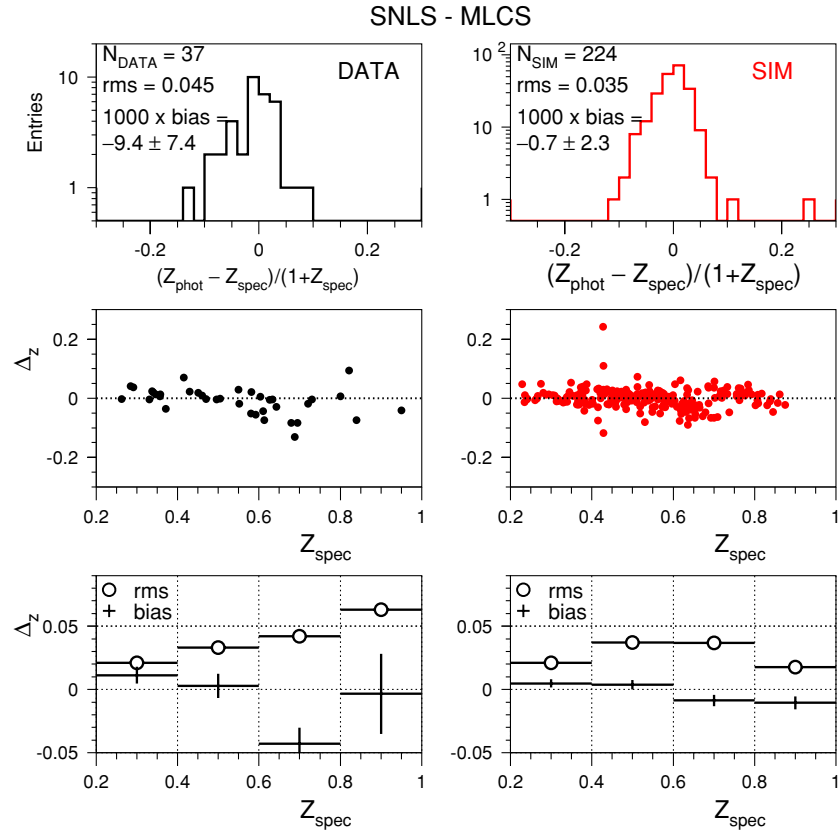 SNLS - MLCS
N_DATA = 37
rms = 0.045
1000 x bias =
−9.4 ± 7.4
DATA
Entries
10
1
-0.2 0 0.2
(Z_phot − Z_spec)/(1+Z_spec)
N_SIM = 224
rms = 0.035
1000 x bias =
−0.7 ± 2.3
SIM
10^2
10
1
-0.2 0 0.2
(Z_phot − Z_spec)/(1+Z_spec)
Δ_z
0.2
0
-0.2
0.2 0.4 0.6 0.8 1
Z_spec
0.2
0
-0.2
0.2 0.4 0.6 0.8 1
Z_spec
Δ_z
rms
bias
0.05
0
-0.05
0.2 0.4 0.6 0.8 1
Z_spec
rms
bias
0.05
0
-0.05
0.2 0.4 0.6 0.8 1
Z_spec